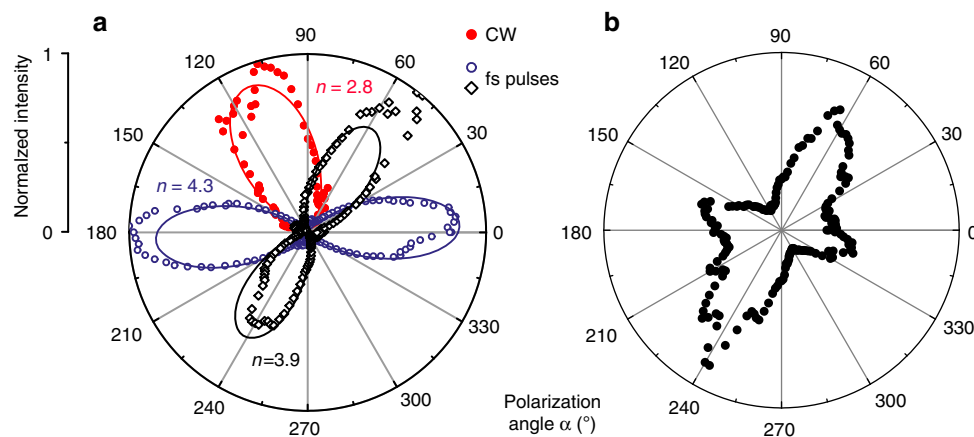 a
b
CW
fs pulses
Normalized intensity
1
0
90
120
60
150
30
180
0
210
330
240
300
270
n = 2.8
n = 4.3
n=3.9
Polarization
angle α (°)
90
120
60
150
30
180
0
210
330
240
300
270